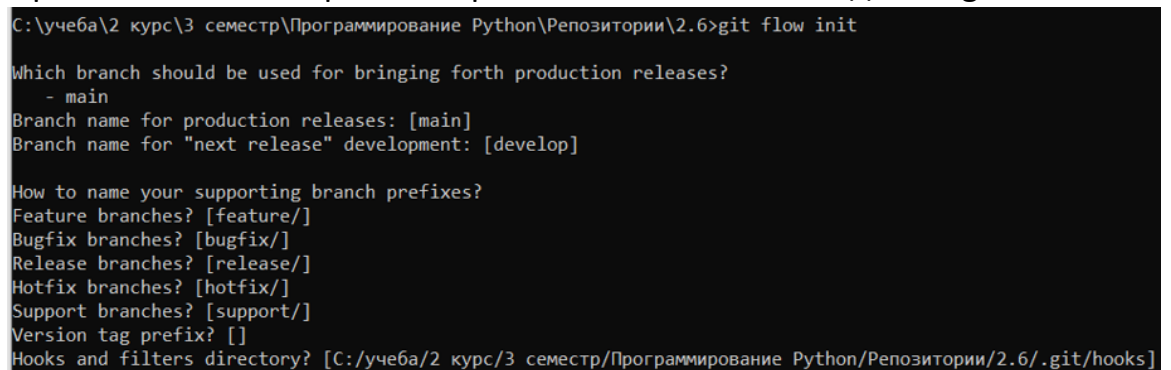 C:\учеба\2 курс\3 семестр\Программирование Python\Репозитории\2.6>git flow init
Which branch should be used for bringing forth production releases?
- main
Branch name for production releases: [main]
Branch name for "next release" development: [develop]
How to name your supporting branch prefixes?
Feature branches? [feature/]
Bugfix branches? [bugfix/]
Release branches? [release/]
Hotfix branches? [hotfix/]
Support branches? [support/]
Version tag prefix? []
Hooks and filters directory? [C:/учеба/2 курс/3 семестр/Программирование Python/Репозитории/2.6/.git/hooks]